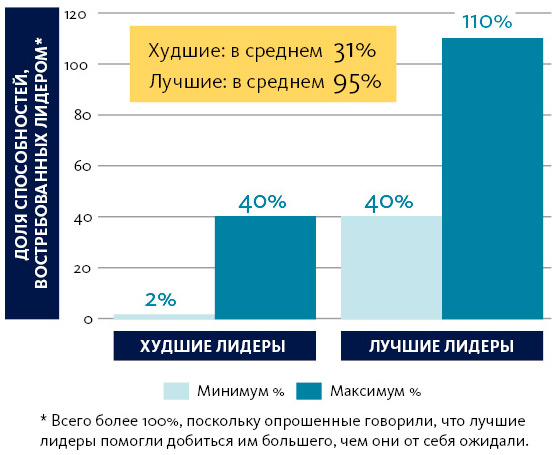 ДОЛЯ СПОСОБНОСТЕЙ,
ВОСТРЕБОВАННЫХ ЛИДЕРОМ*
120
100
80
60
40
20
0
Худшие: в среднем 31%
Лучшие: в среднем 95%
2%
40%
40%
110%
ХУДШИЕ ЛИДЕРЫ
ЛУЧШИЕ ЛИДЕРЫ
Минимум %
Максимум %
* Всего более 100%, поскольку опрошенные говорили, что лучшие
лидеры помогли добиться им большего, чем они от себя ожидали.